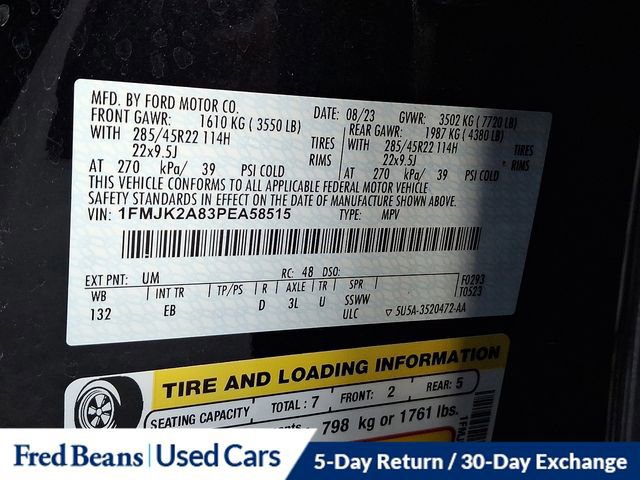 MFD. BY FORD MOTOR CO.
DATE: 08/23 GVWR: 3502 KG ( 7720 LB)
FRONT GAWR: 1610 KG ( 3550 LB)
REAR GAWR: 1987 KG ( 4380 LB)
WITH 285/45R22 114H TIRES
WITH 285/45R22 114H TIRES
22x9.5J RIMS
22x9.5J RIMS
AT 270 kPa/ 39 PSI COLD
AT 270 kPa/ 39 PSI COLD
THIS VEHICLE CONFORMS TO ALL APPLICABLE FEDERAL MOTOR VEHICLE
SAFETY STANDARDS IN EFFECT ON THE DATE OF MANUFACTURE SHOWN ABOVE.
VIN: 1FMJK2A83PEA58515 TYPE: MPV
EXT PNT: UM RC: 48 DSO:
F0293
WB INT TR TP/PS R AXLE TR SPR
T0523
132 EB D 3L U SSWW
ULC ▽ 5U5A-3520472-AA
TIRE AND LOADING INFORMATION
SEATING CAPACITY TOTAL: 7 FRONT: 2 REAR: 5
798 kg or 1761 lbs.
Fred Beans Used Cars
5-Day Return / 30-Day Exchange